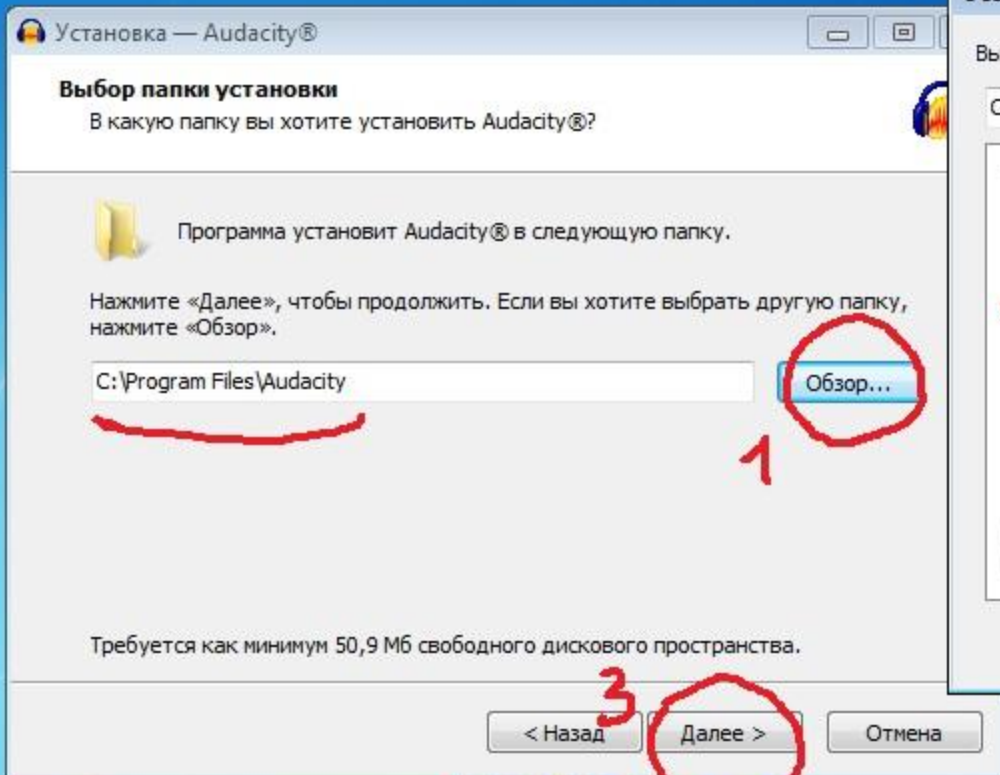 Установка — Audacity®
Выбор папки установки
В какую папку вы хотите установить Audacity®?
Программа установит Audacity® в следующую папку.
Нажмите «Далее», чтобы продолжить. Если вы хотите выбрать другую папку,
нажмите «Обзор».
C:\Program Files\Audacity
Обзор...
1
Требуется как минимум 50,9 Мб свободного дискового пространства.
3
< Назад
Далее >
Отмена
Вы